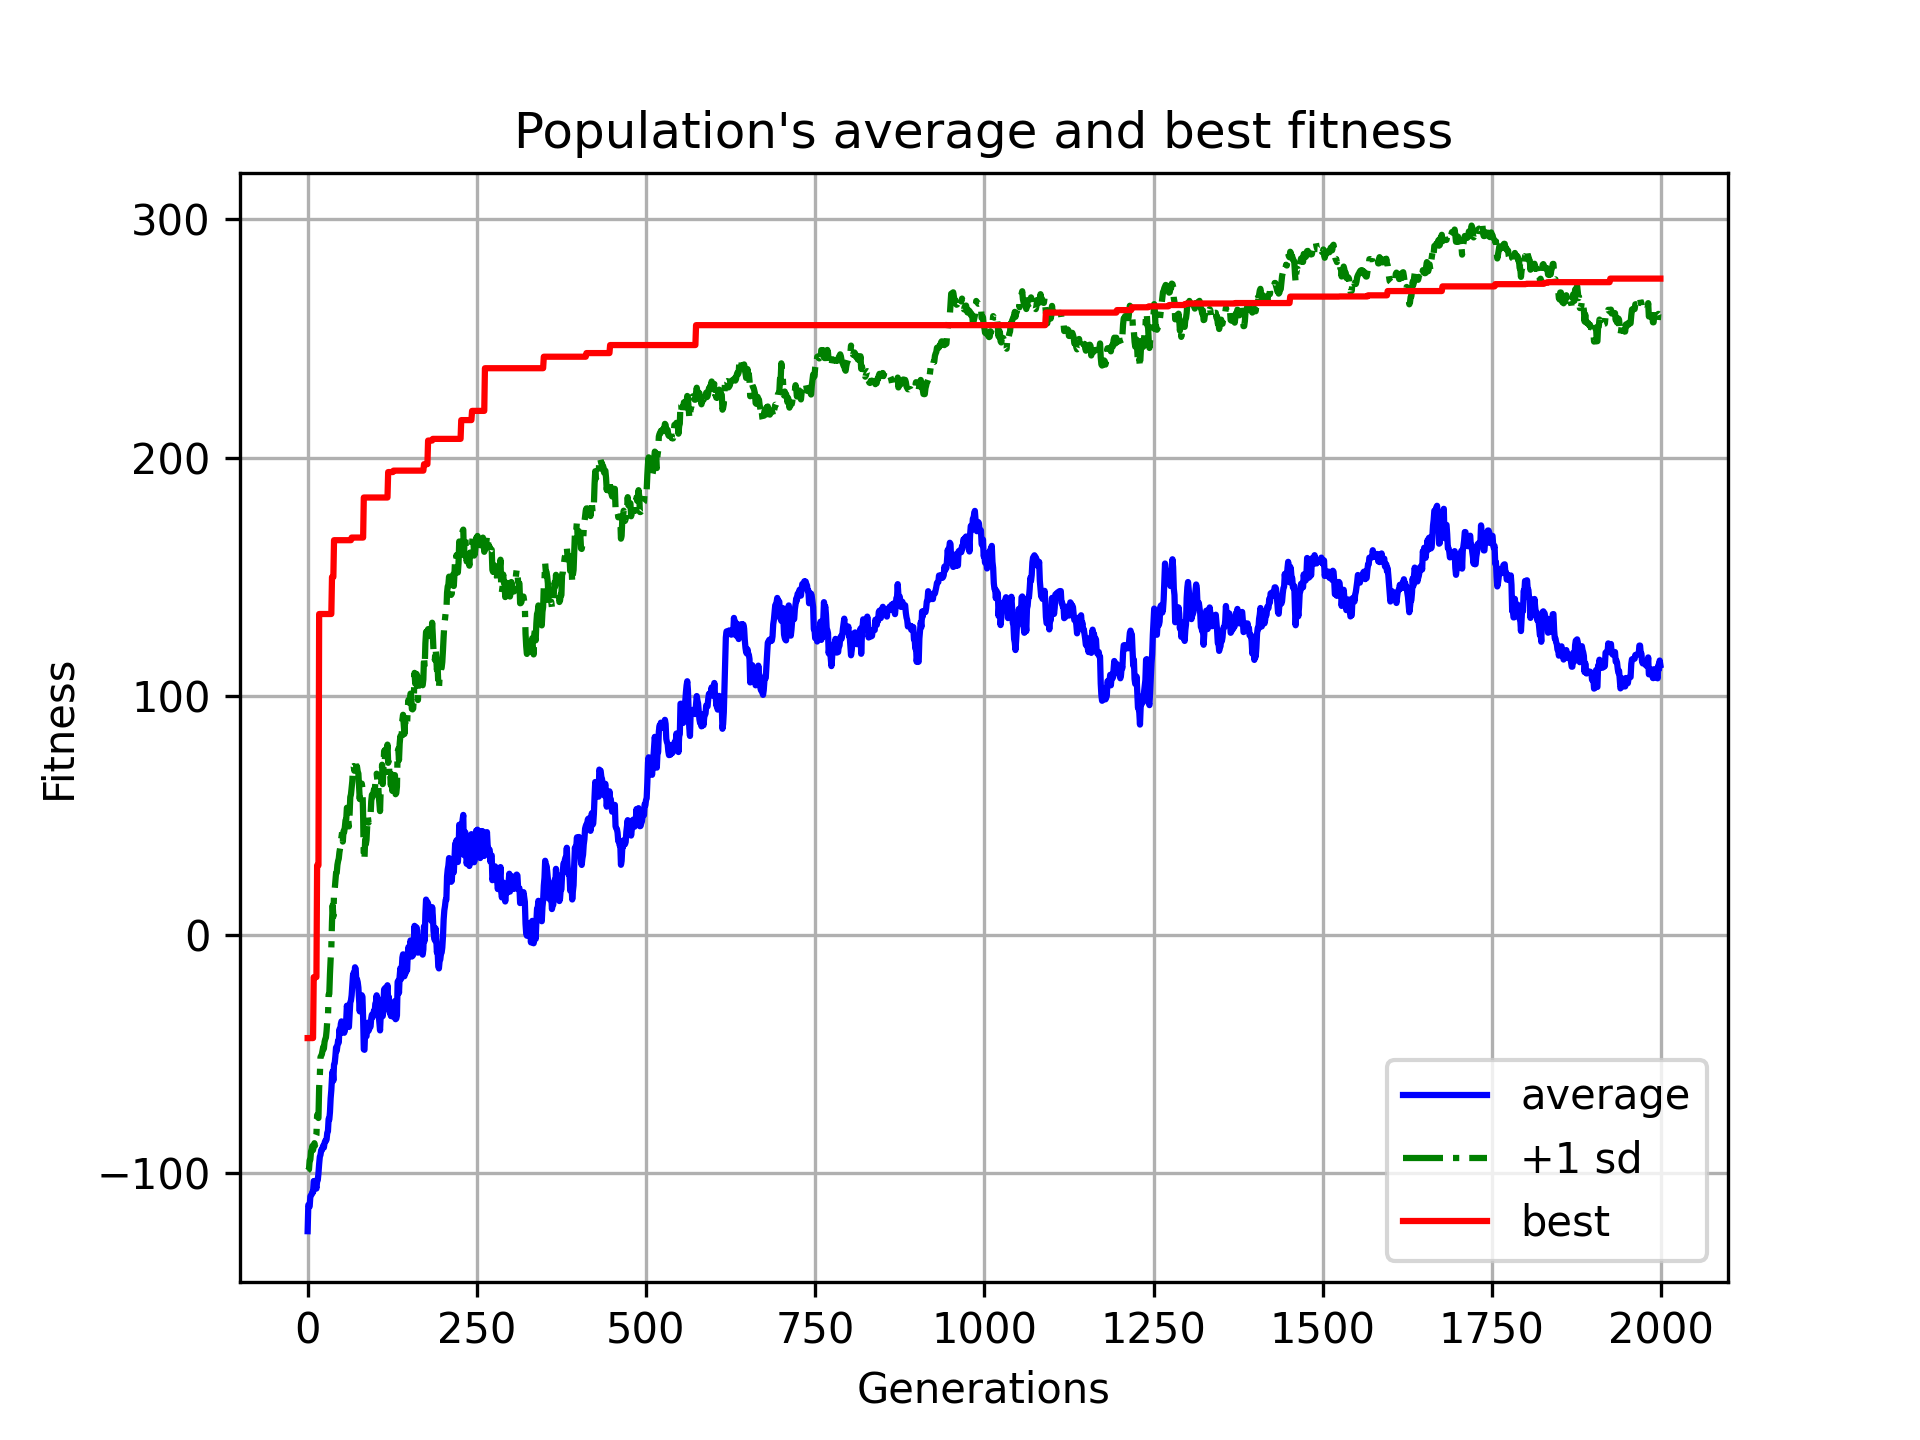 Population's average and best fitness
300
200
100
0
−100
Fitness
0 250 500 750 1000 1250 1500 1750 2000
Generations
average
+1 sd
best